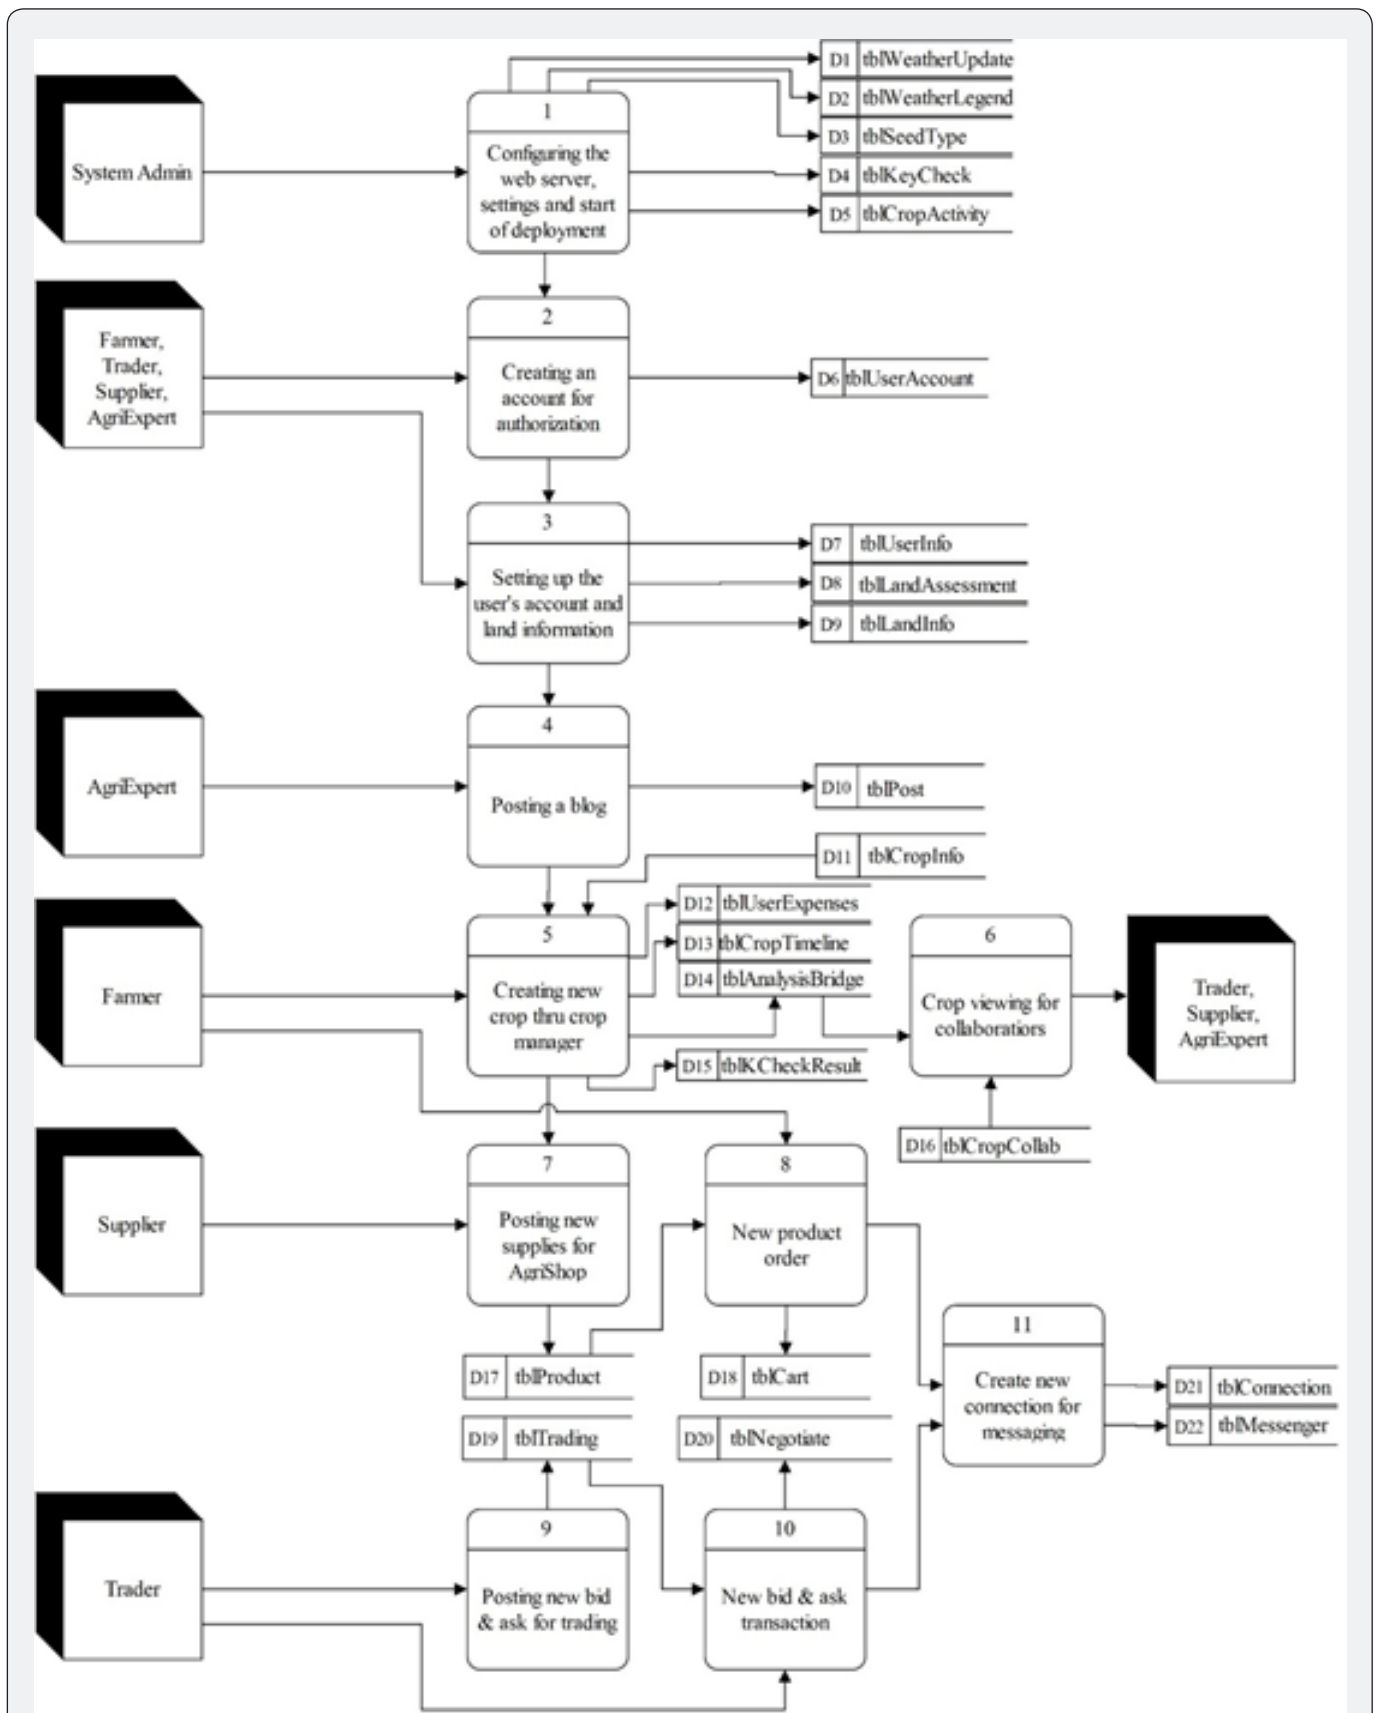 D1 tblWeatherUpdate
D2 tblWeatherLegend
D3 tblSeedType
D4 tblKeyCheck
D5 tblCropActivity
System Admin
1
Configuring the
web server,
settings and start
of deployment
Farmer,
Trader,
Supplier,
AgriExpert
2
Creating an
account for
authorization
D6 tblUserAccount
3
Setting up the
user's account and
land information
D7 tblUserInfo
D8 tblLandAssessment
D9 tblLandInfo
AgriExpert
4
Posting a blog
D10 tblPost
D11 tblCropInfo
Farmer
5
Creating new
crop thru crop
manager
D12 tblUserExpenses
D13 tblCropTimeline
D14 tblAnalysisBridge
D15 tblKCheckResult
6
Crop viewing for
collaboratiors
Trader,
Supplier,
AgriExpert
D16 tblCropCollab
Supplier
7
Posting new
supplies for
AgriShop
8
New product
order
D17 tblProduct
D18 tblCart
D19 tblTrading
D20 tblNegotiate
11
Create new
connection for
messaging
D21 tblConnection
D22 tblMessenger
Trader
9
Posting new bid
& ask for trading
10
New bid & ask
transaction